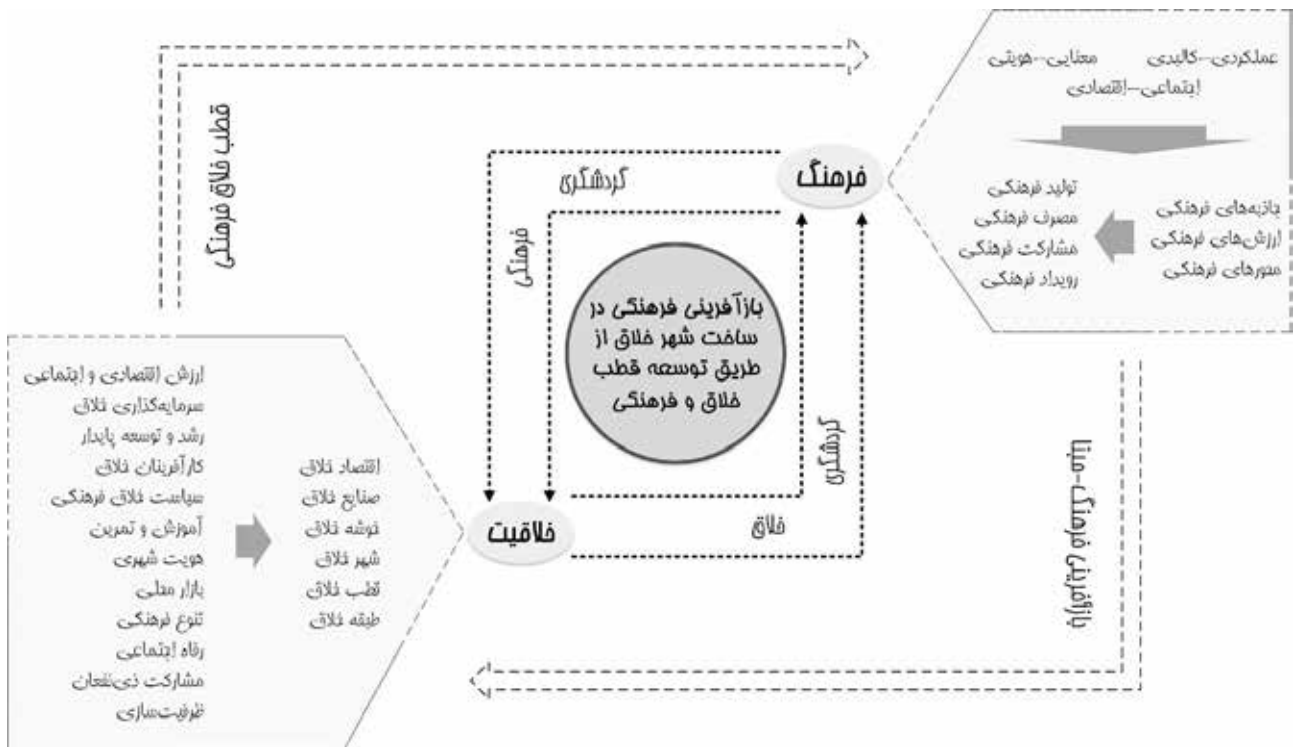 عملکردی-کالبدی
معنایی-هویتی
اجتماعی-اقتصادی
جاذبه‌های فرهنگی
ارزش‌های فرهنگی
محورهای فرهنگی
تولید فرهنگی
مصرف فرهنگی
مشارکت فرهنگی
رویداد فرهنگی
فرهنگ
قطب خلاق فرهنگی
گردشگری
فرهنگی
بازآفرینی فرهنگی در
ساخت شهر خلاق از
طریق توسعه قطب
خلاق و فرهنگی
گردشگری
خلاق
بازآفرینی فرهنگ-مبنا
خلاقیت
اقتصاد خلاق
صنایع خلاق
خوشه خلاق
شهر خلاق
قطب خلاق
طبقه خلاق
ارزش اقتصادی و اجتماعی
سرمایه‌گذاری خلاق
رشد و توسعه پایدار
کارآفرینان خلاق
سیاست خلاق فرهنگی
آموزش و تمرین
هویت شهری
بازار محلی
تنوع فرهنگی
رفاه اجتماعی
مشارکت ذی‌نفعان
ظرفیت‌سازی